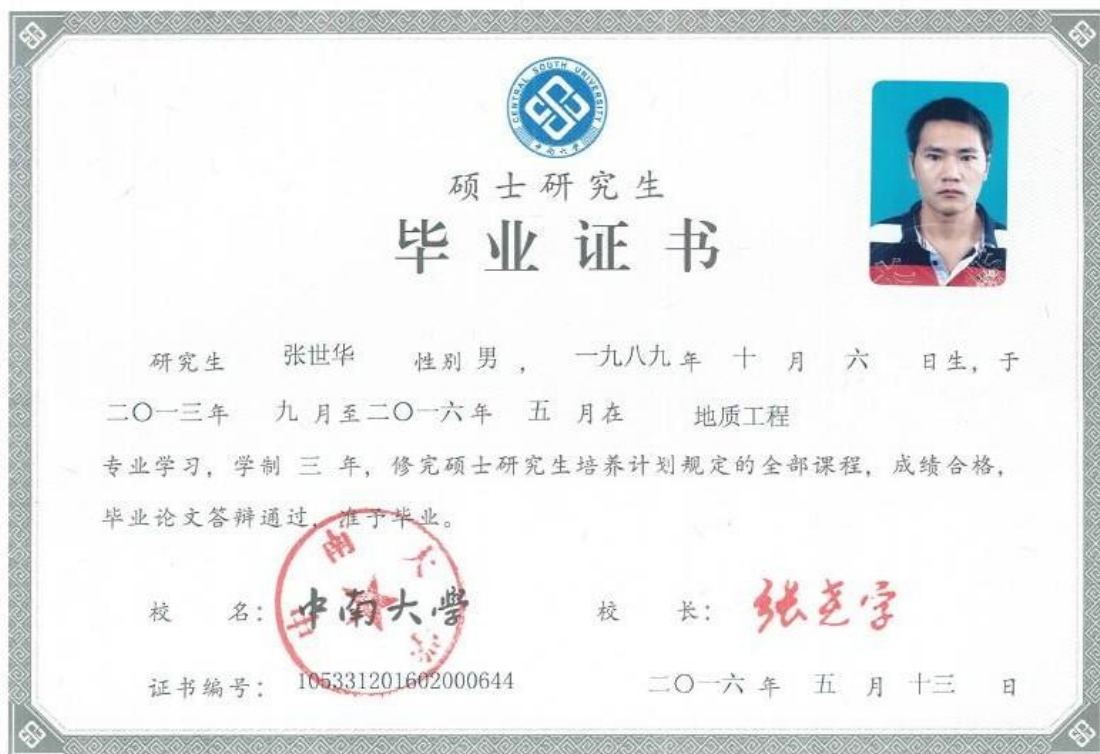 CENTRAL SOUTH UNIVERSITY
中南大学
硕士研究生
毕业证书
研究生 张世华 性别 男 ， 一九八九 年 十 月 六 日生，于
二〇一三年 九 月至二〇一六年 五 月在 地质工程
专业学习，学制 三 年，修完硕士研究生培养计划规定的全部课程，成绩合格，
毕业论文答辩通过，准予毕业。
校 名： 中南大學 校 长： 张尧学
中南大学
证书编号： 105331201602000644 二〇一六 年 五 月 十三 日